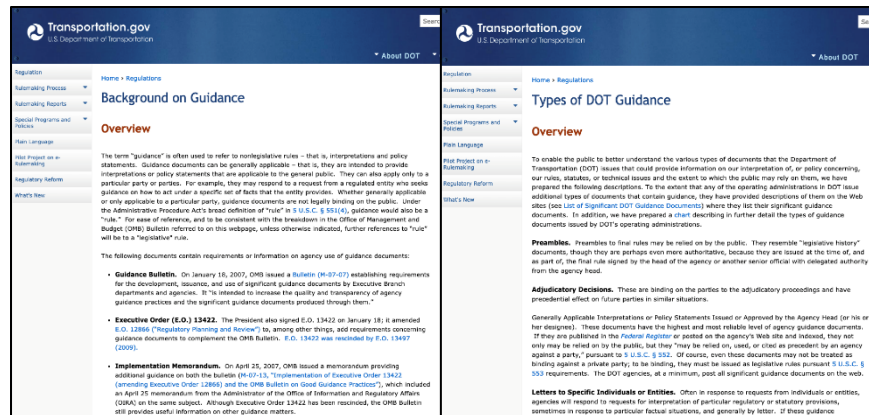 Transportation.gov
U.S. Department of Transportation
Searc
About DOT
Regulation
Rulemaking Process
Rulemaking Reports
Special Programs and
Policies
Plain Language
Pilot Project on e-
Rulemaking
Regulatory Reform
What's New
Home › Regulations
Background on Guidance
Overview
The term "guidance" is often used to refer to nonlegislative rules – that is, interpretations and policy
statements. Guidance documents can be generally applicable – that is, they are intended to provide
interpretations or policy statements that are applicable to the general public. They can also apply only to a
particular party or parties. For example, they may respond to a request from a regulated entity who seeks
guidance on how to act under a specific set of facts that the entity provides. Whether generally applicable
or only applicable to a particular party, guidance documents are not legally binding on the public. Under
the Administrative Procedure Act's broad definition of "rule" in 5 U.S.C. § 551(4), guidance would also be a
"rule." For ease of reference, and to be consistent with the breakdown in the Office of Management and
Budget (OMB) Bulletin referred to on this webpage, unless otherwise indicated, further references to "rule"
will be to a "legislative" rule.
The following documents contain requirements or information on agency use of guidance documents:
• Guidance Bulletin. On January 18, 2007, OMB issued a Bulletin (M-07-07) establishing requirements
for the development, issuance, and use of significant guidance documents by Executive Branch
departments and agencies. It "is intended to increase the quality and transparency of agency
guidance practices and the significant guidance documents produced through them."
• Executive Order (E.O.) 13422. The President also signed E.O. 13422 on January 18; it amended
E.O. 12866 ("Regulatory Planning and Review") to, among other things, add requirements concerning
guidance documents to complement the OMB Bulletin. E.O. 13422 was rescinded by E.O. 13497
(2009).
• Implementation Memorandum. On April 25, 2007, OMB issued a memorandum providing
additional guidance on both the bulletin (M-07-13, "Implementation of Executive Order 13422
(amending Executive Order 12866) and the OMB Bulletin on Good Guidance Practices"), which included
an April 25 memorandum from the Administrator of the Office of Information and Regulatory Affairs
(OIRA) on the same subject. Although Executive Order 13422 has been rescinded, the OMB Bulletin
still provides useful information on other guidance matters.
Transportation.gov
U.S. Department of Transportation
Se
About DOT
Regulation
Rulemaking Process
Rulemaking Reports
Special Programs and
Policies
Plain Language
Pilot Project on e-
Rulemaking
Regulatory Reform
What's New
Home › Regulations
Types of DOT Guidance
Overview
To enable the public to better understand the various types of documents that the Department of
Transportation (DOT) issues that could provide information on our interpretation of, or policy concerning,
our rules, statutes, or technical issues and the extent to which the public may rely on them, we have
prepared the following descriptions. To the extent that any of the operating administrations in DOT issue
additional types of documents that contain guidance, they have provided descriptions of them on the Web
sites (see List of Significant DOT Guidance Documents) where they list their significant guidance
documents. In addition, we have prepared a chart describing in further detail the types of guidance
documents issued by DOT's operating administrations.
Preambles. Preambles to final rules may be relied on by the public. They resemble "legislative history"
documents, though they are perhaps even more authoritative, because they are issued at the time of, and
as part of, the final rule signed by the head of the agency or another senior official with delegated authority
from the agency head.
Adjudicatory Decisions. These are binding on the parties to the adjudicatory proceedings and have
precedential effect on future parties in similar situations.
Generally Applicable Interpretations or Policy Statements Issued or Approved by the Agency Head (or his or
her designee). These documents have the highest and most reliable level of agency guidance documents.
If they are published in the Federal Register or posted on the agency's Web site and indexed, they not
only may be relied on by the public, but they "may be relied on, used, or cited as precedent by an agency
against a party," pursuant to 5 U.S.C. § 552. Of course, even these documents may not be treated as
binding against a private party; to be binding, they must be issued as legislative rules pursuant 5 U.S.C. §
553 requirements. The DOT agencies, at a minimum, post all significant guidance documents on the web.
Letters to Specific Individuals or Entities. Often in response to requests from individuals or entities,
agencies will respond to requests for interpretation of particular regulatory or statutory provisions,
sometimes in response to particular factual situations, and generally by letter. If these guidance